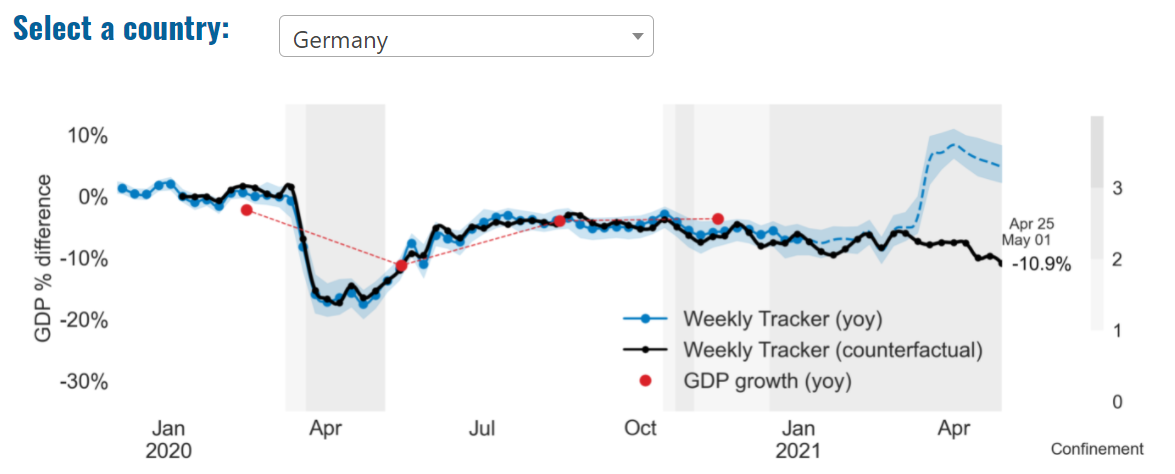 Select a country:
Germany
GDP % difference
10%
0%
-10%
-20%
-30%
Jan
2020
Apr
Jul
Oct
Jan
2021
Apr
Apr 25
May 01
-10.9%
Weekly Tracker (yoy)
Weekly Tracker (counterfactual)
GDP growth (yoy)
3
2
1
0
Confinement